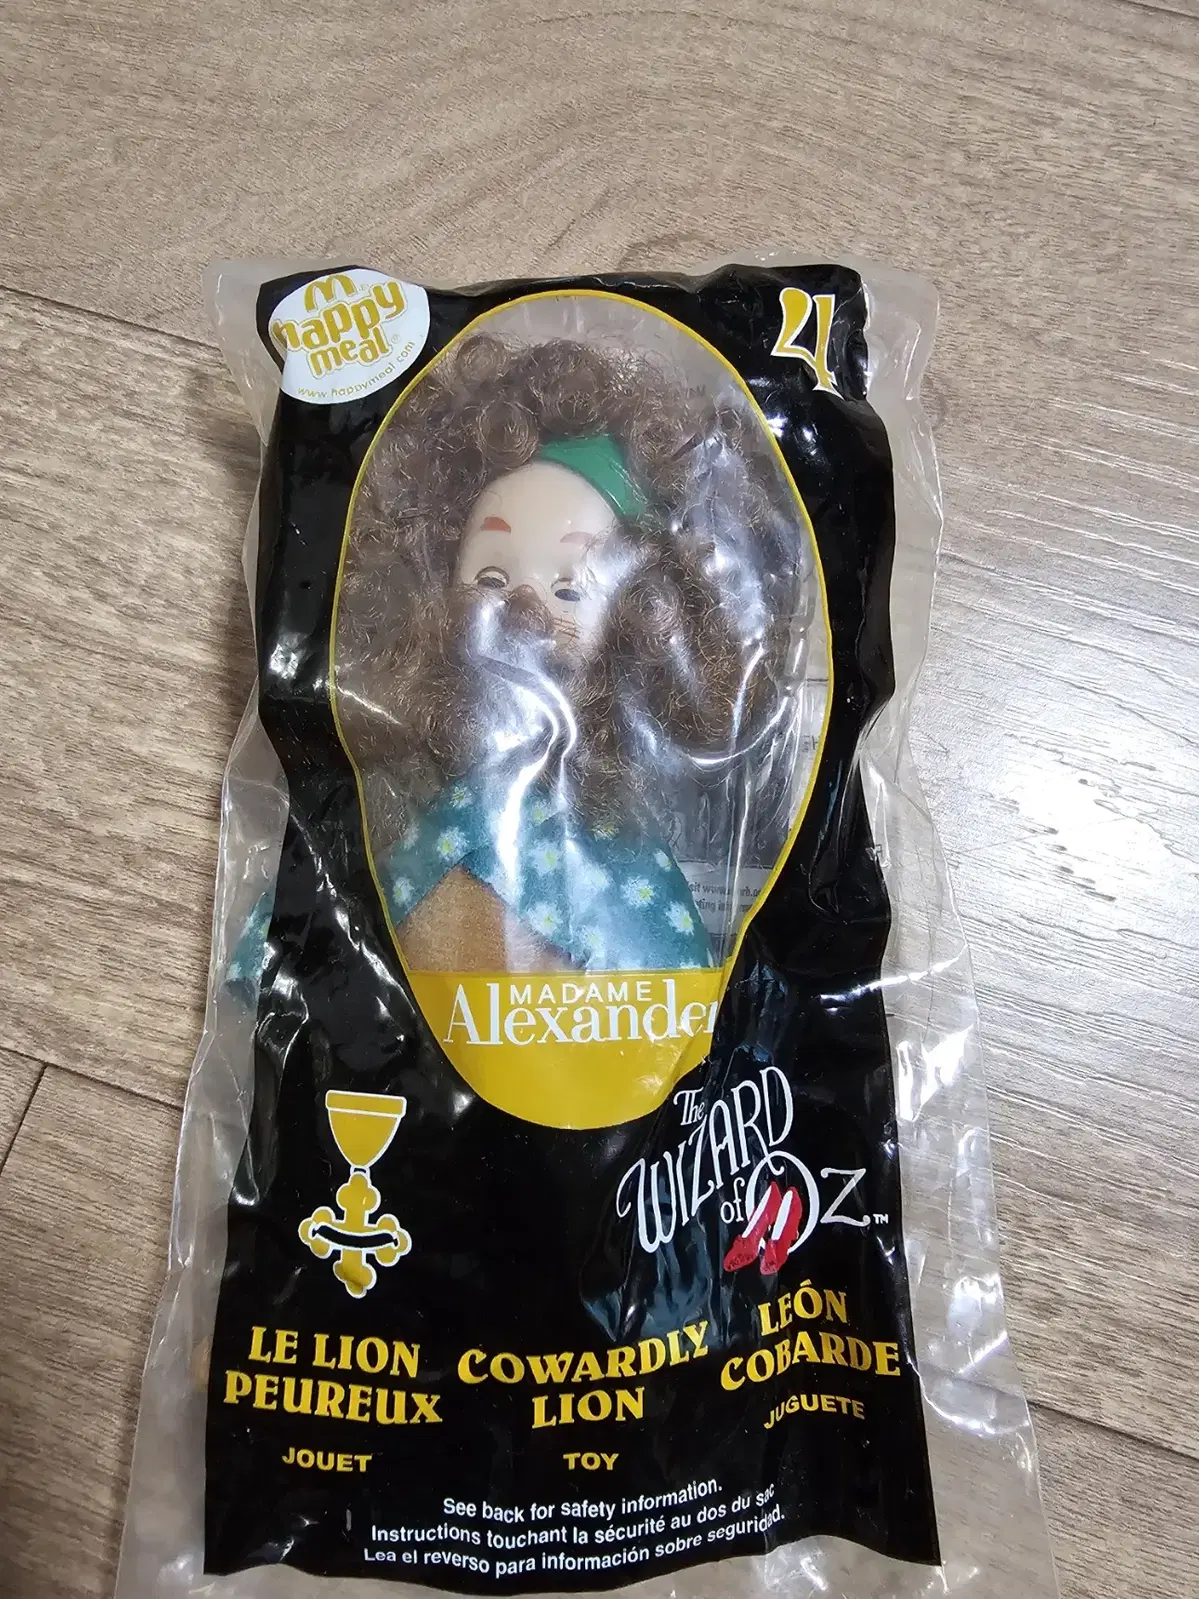 happy
meal
www.happymeal.com
4
MADAME
Alexander
The
WIZARD
of OZ™
LE LION
PEUREUX
JOUET
COWARDLY
LION
TOY
LEÓN
COBARDE
JUGUETE
See back for safety information.
Instructions touchant la sécurité au dos du sac
Lea el reverso para información sobre seguridad.